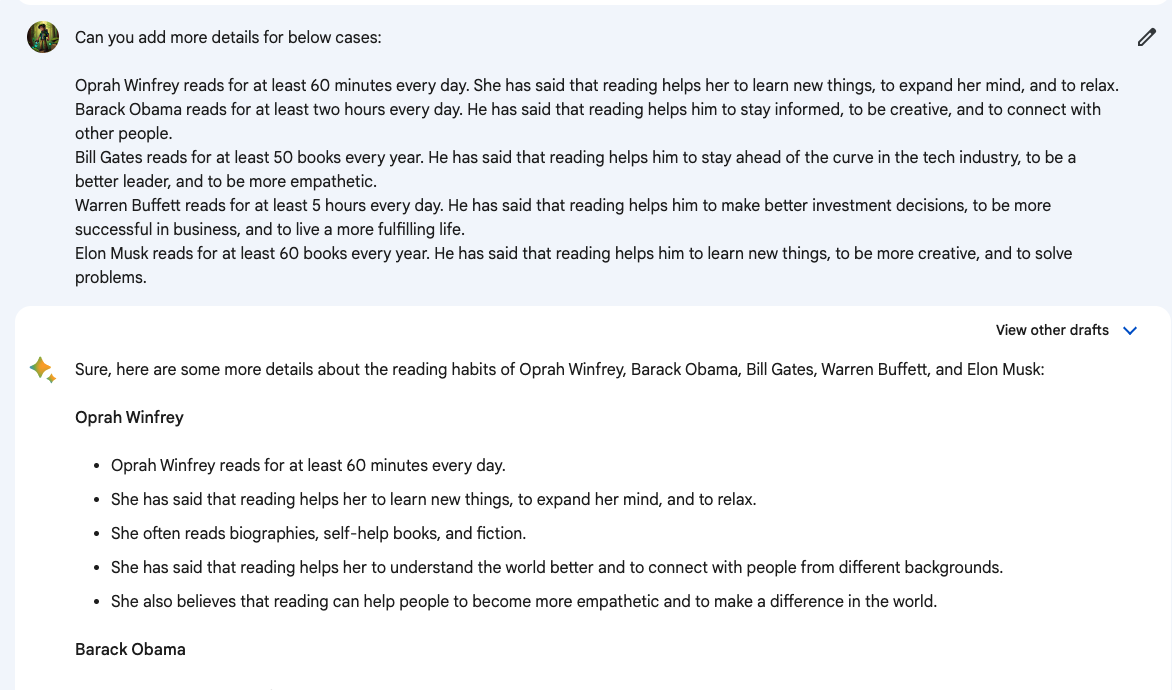 Can you add more details for below cases:
Oprah Winfrey reads for at least 60 minutes every day. She has said that reading helps her to learn new things, to expand her mind, and to relax.
Barack Obama reads for at least two hours every day. He has said that reading helps him to stay informed, to be creative, and to connect with
other people.
Bill Gates reads for at least 50 books every year. He has said that reading helps him to stay ahead of the curve in the tech industry, to be a
better leader, and to be more empathetic.
Warren Buffett reads for at least 5 hours every day. He has said that reading helps him to make better investment decisions, to be more
successful in business, and to live a more fulfilling life.
Elon Musk reads for at least 60 books every year. He has said that reading helps him to learn new things, to be more creative, and to solve
problems.
View other drafts
Sure, here are some more details about the reading habits of Oprah Winfrey, Barack Obama, Bill Gates, Warren Buffett, and Elon Musk:
Oprah Winfrey
• Oprah Winfrey reads for at least 60 minutes every day.
• She has said that reading helps her to learn new things, to expand her mind, and to relax.
• She often reads biographies, self-help books, and fiction.
• She has said that reading helps her to understand the world better and to connect with people from different backgrounds.
• She also believes that reading can help people to become more empathetic and to make a difference in the world.
Barack Obama